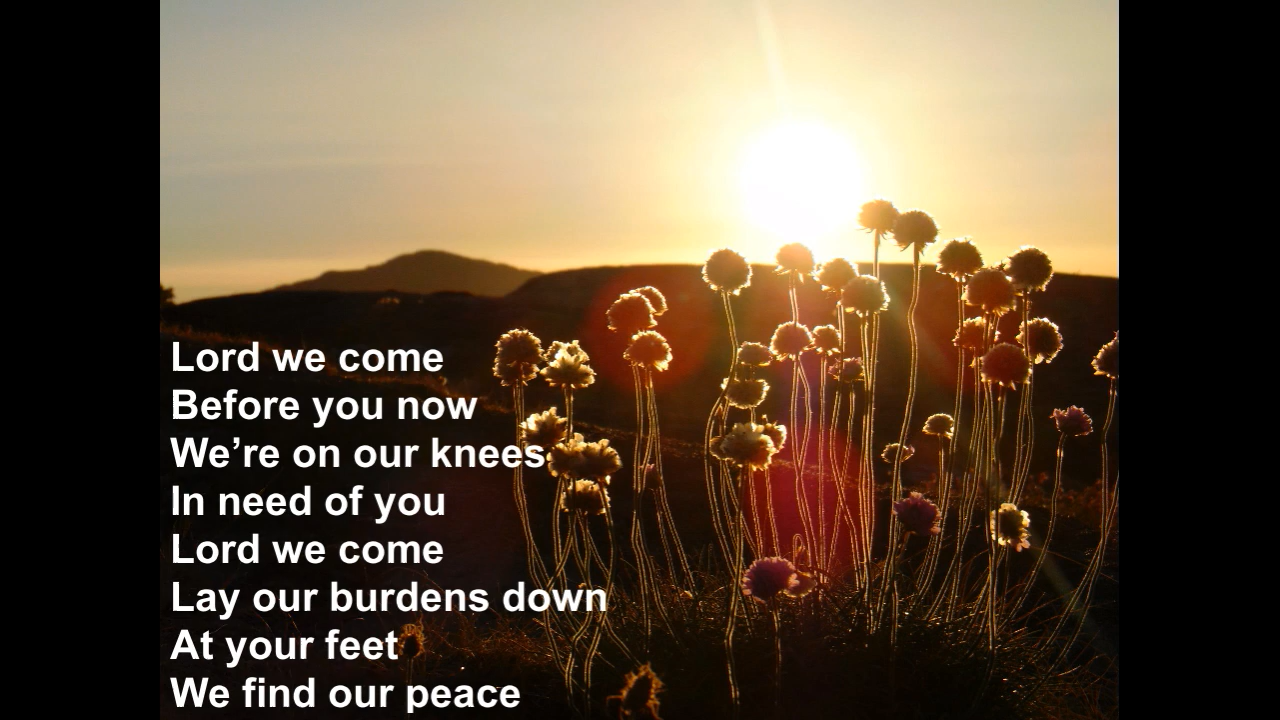 Lord we come
Before you now
We’re on our knees
In need of you
Lord we come
Lay our burdens down
At your feet
We find our peace